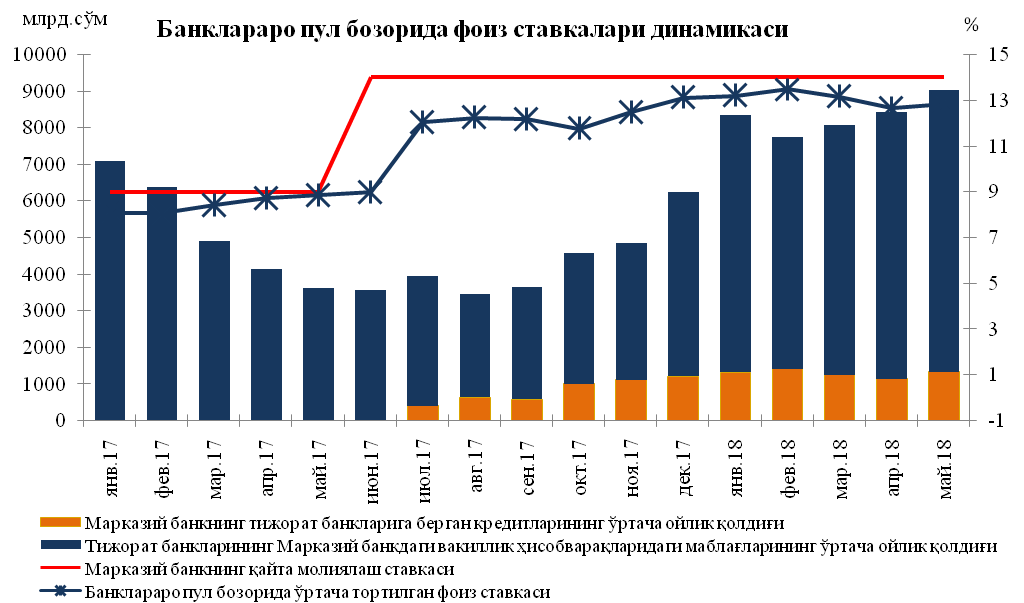 млрд.сўм
Банклараро пул бозорида фоиз ставкалари динамикаси
%
10000
9000
8000
7000
6000
5000
4000
3000
2000
1000
0
15
13
11
9
7
5
3
1
-1
янв.17
фев.17
мар.17
апр.17
май.17
июн.17
июл.17
авг.17
сен.17
окт.17
ноя.17
дек.17
янв.18
фев.18
мар.18
апр.18
май.18
Марказий банкнинг тижорат банкларига берган кредитларининг ўртача ойлик қолдиғи
Тижорат банкларининг Марказий банкдаги вакиллик ҳисобварақларидаги маблағларининг ўртача ойлик қолдиғи
Марказий банкнинг қайта молиялаш ставкаси
Банклараро пул бозорида ўртача тортилган фоиз ставкаси